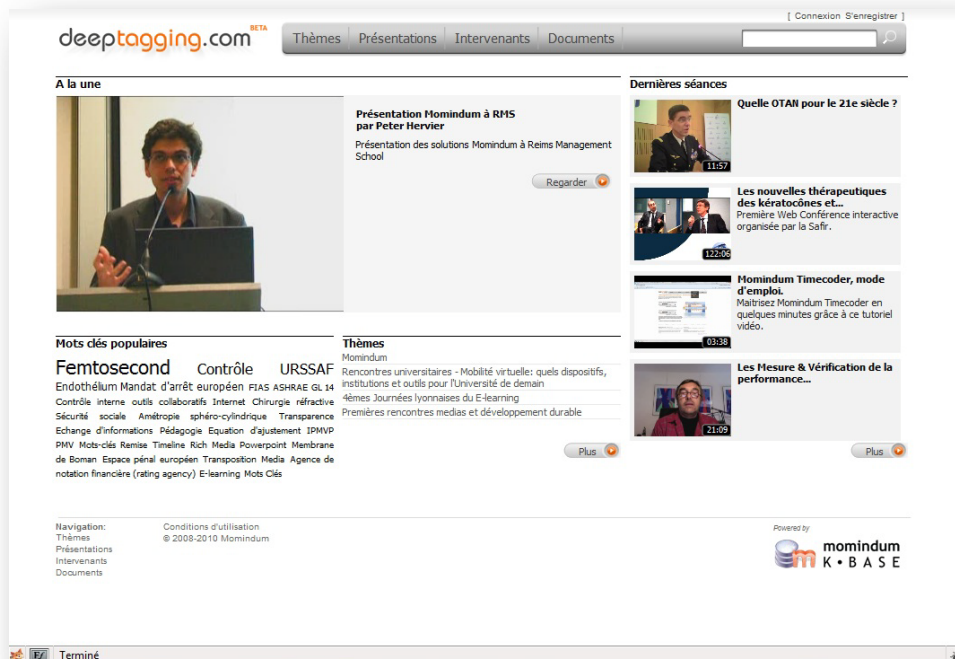 [ Connexion S'enregistrer ]
deeptagging.com BETA
Thèmes Présentations Intervenants Documents
A la une
Présentation Momindum à RMS
par Peter Hervier
Présentation des solutions Momindum à Reims Management
School
Regarder
Dernières séances
Quelle OTAN pour le 21e siècle ?
11:57
Les nouvelles thérapeutiques
des kératocônes et...
Première Web Conférence interactive
organisée par la Safir.
122:06
Momindum Timecoder, mode
d'emploi.
Maitrisez Momindum Timecoder en
quelques minutes grâce à ce tutoriel
vidéo.
03:38
Les Mesure & Vérification de la
performance...
21:09
Plus
Mots clés populaires
Femtosecond Contrôle URSSAF
Endothélium Mandat d'arrêt européen FIAS ASHRAE GL 14
Contrôle interne outils collaboratifs Internet Chirurgie réfractive
Sécurité sociale Amétropie sphéro-cylindrique Transparence
Echange d'informations Pédagogie Equation d'ajustement IPMVP
PMV Mots-clés Remise Timeline Rich Media Powerpoint Membrane
de Boman Espace pénal européen Transposition Media Agence de
notation financière (rating agency) E-learning Mots Clés
Thèmes
Momindum
Rencontres universitaires - Mobilité virtuelle: quels dispositifs,
institutions et outils pour l'Université de demain
4èmes Journées lyonnaises du E-learning
Premières rencontres medias et développement durable
Plus
Navigation:
Thèmes
Présentations
Intervenants
Documents
Conditions d'utilisation
© 2008-2010 Momindum
Powered by
momindum
K•BASE
Terminé